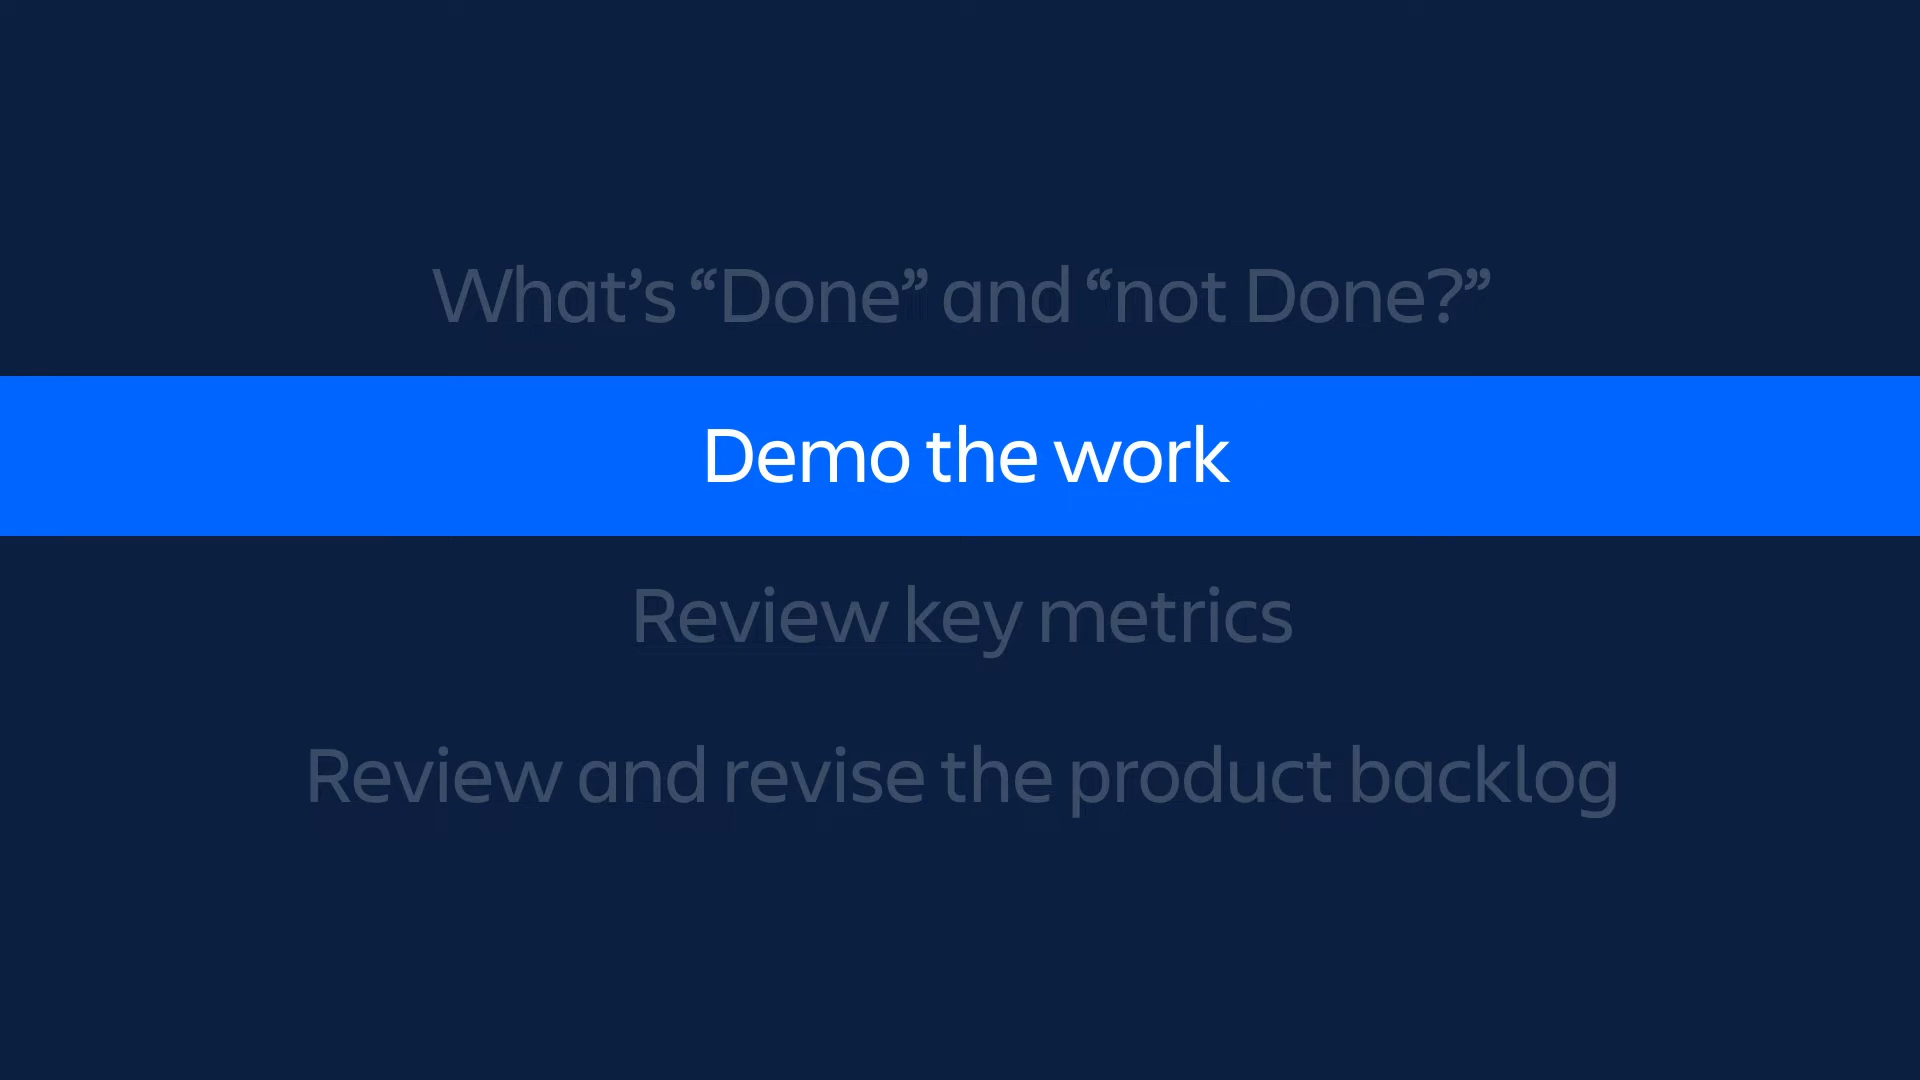 What’s “Done” and “not Done?”
Demo the work
Review key metrics
Review and revise the product backlog